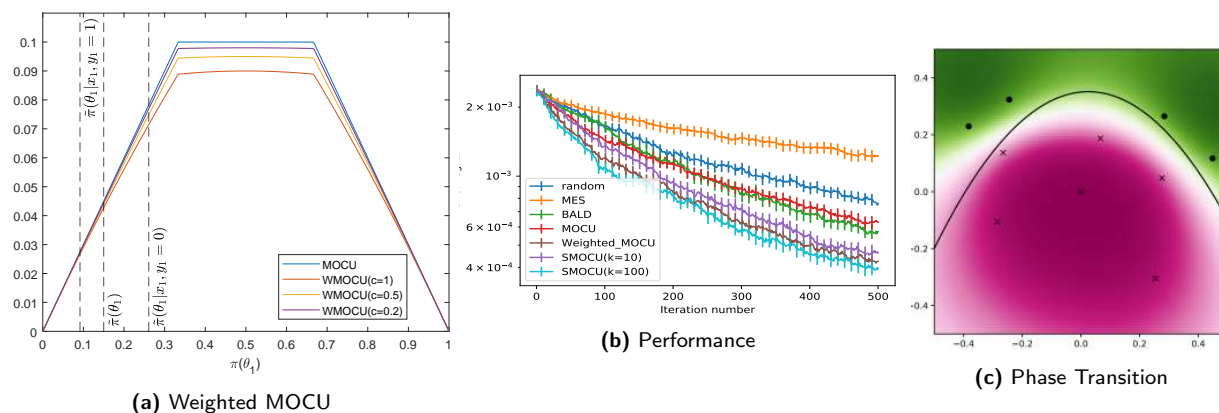 0.1
0.09
0.08
0.07
0.06
0.05
0.04
0.03
0.02
0.01
0
π̃(θ₁|x₁, y₁ = 1)
π̃(θ₁)
π̃(θ₁|x₁, y₁ = 0)
MOCU
WMOCU(c=1)
WMOCU(c=0.5)
WMOCU(c=0.2)
0 0.1 0.2 0.3 0.4 0.5 0.6 0.7 0.8 0.9 1
π(θ₁)
(a) Weighted MOCU
2 × 10⁻³
10⁻³
6 × 10⁻⁴
4 × 10⁻⁴
random
MES
BALD
MOCU
Weighted_MOCU
SMOCU(k=10)
SMOCU(k=100)
0 100 200 300 400 500
Iteration number
(b) Performance
0.4
0.2
0.0
−0.2
−0.4
−0.4 −0.2 0.0 0.2 0.4
(c) Phase Transition